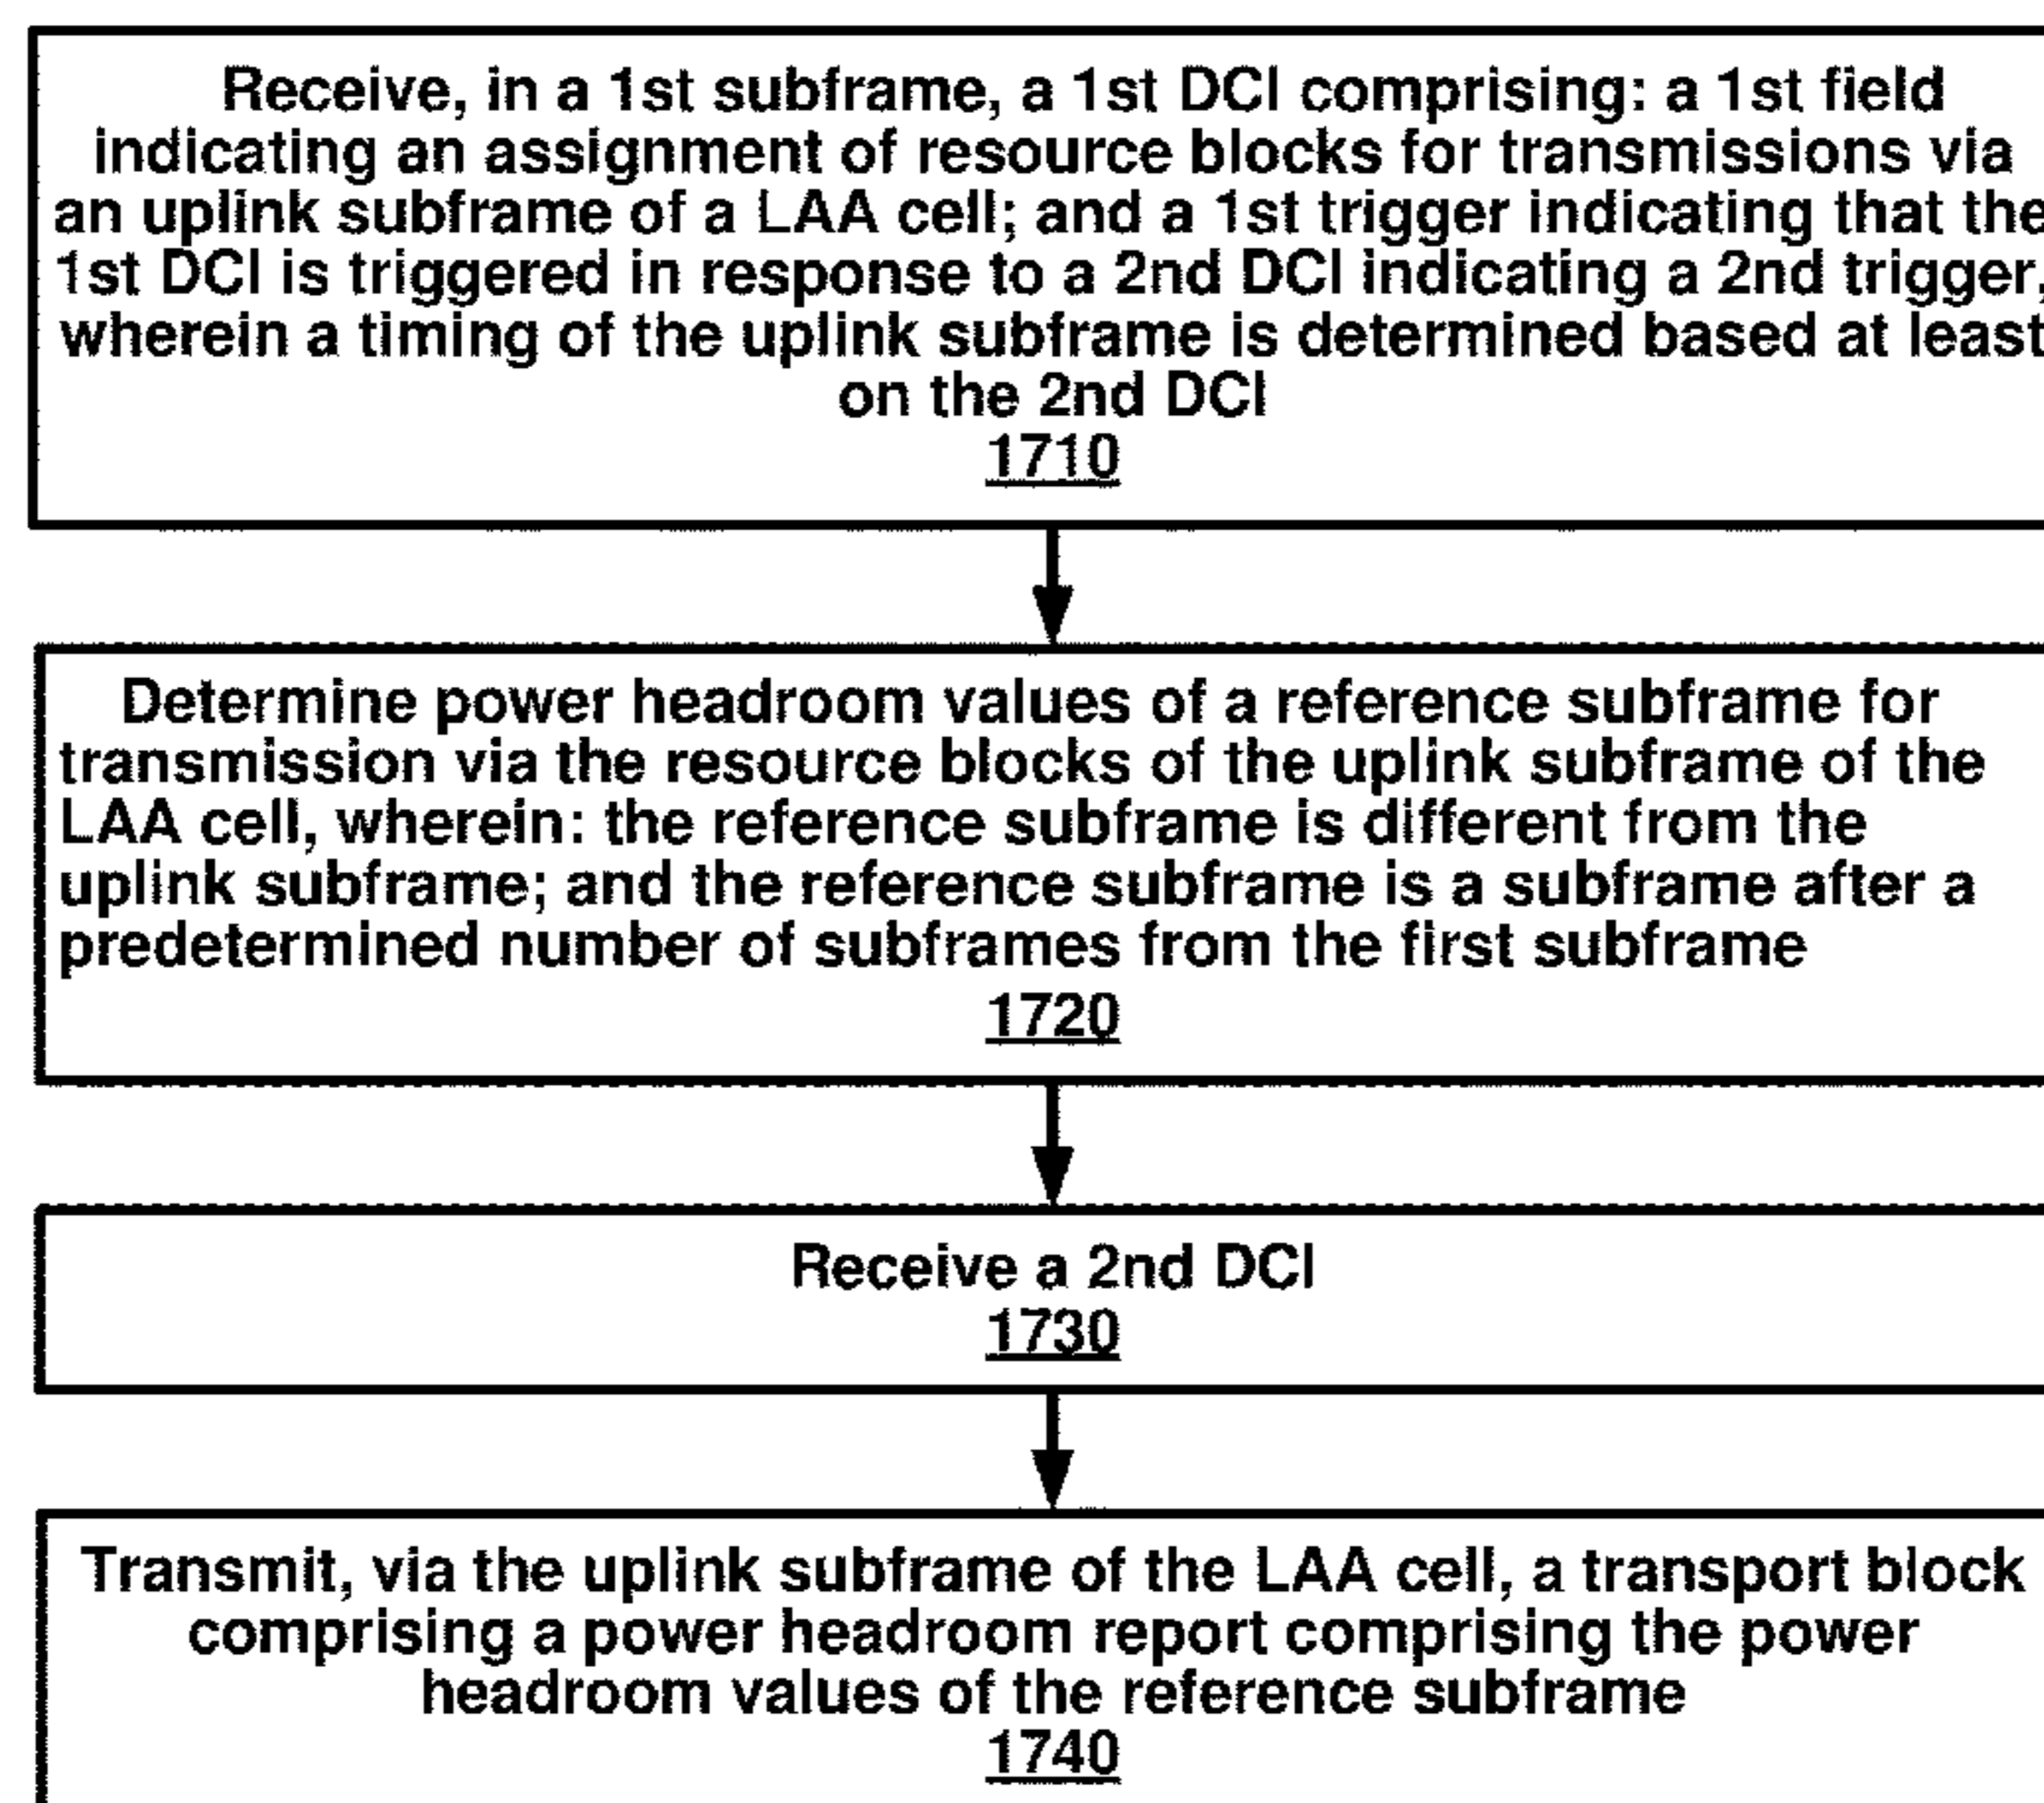 Receive, in a 1st subframe, a 1st DCI comprising: a 1st field
indicating an assignment of resource blocks for transmissions via
an uplink subframe of a LAA cell; and a 1st trigger indicating that the
1st DCI is triggered in response to a 2nd DCI indicating a 2nd trigger,
wherein a timing of the uplink subframe is determined based at least
on the 2nd DCI
1710
Determine power headroom values of a reference subframe for
transmission via the resource blocks of the uplink subframe of the
LAA cell, wherein: the reference subframe is different from the
uplink subframe; and the reference subframe is a subframe after a
predetermined number of subframes from the first subframe
1720
Receive a 2nd DCI
1730
Transmit, via the uplink subframe of the LAA cell, a transport block
comprising a power headroom report comprising the power
headroom values of the reference subframe
1740